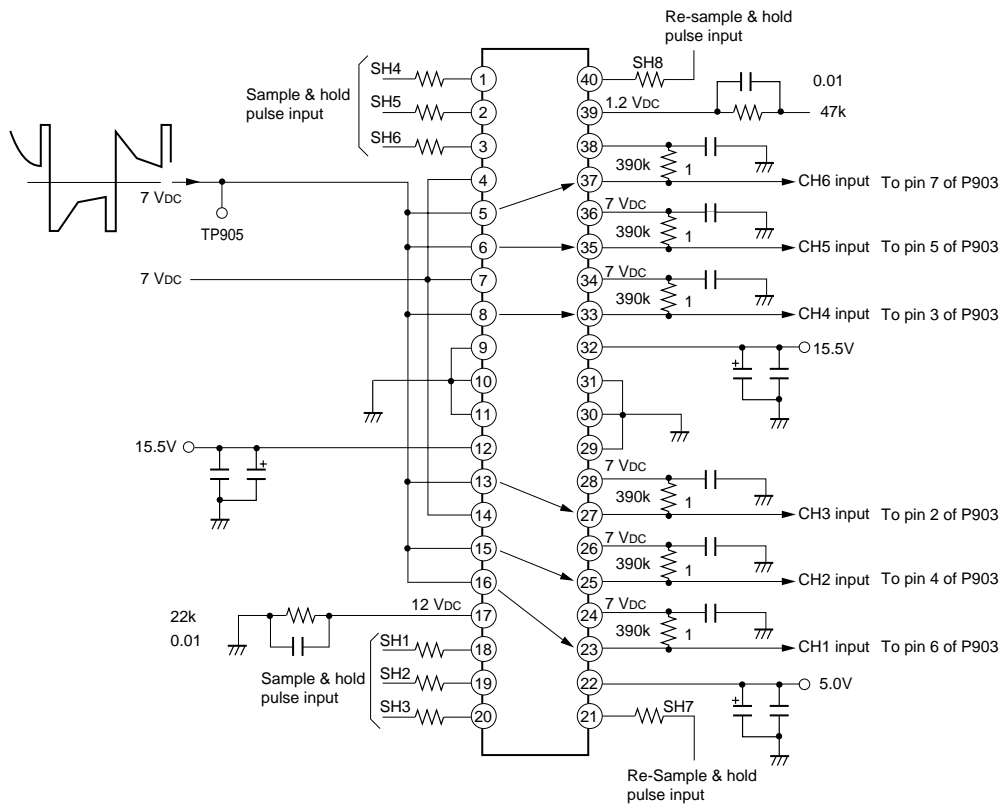 Re-sample & hold
pulse input
SH4
SH5
SH6
Sample & hold
pulse input
1
2
3
4
5
6
7
8
9
10
11
12
13
14
15
16
17
18
19
20
40
39
38
37
36
35
34
33
32
31
30
29
28
27
26
25
24
23
22
21
SH8
0.01
1.2 VDC
47k
7 VDC
TP905
7 VDC
390k
1
CH6 input To pin 7 of P903
7 VDC
390k
1
CH5 input To pin 5 of P903
7 VDC
390k
1
CH4 input To pin 3 of P903
+
15.5V
15.5V
+
7 VDC
390k
1
CH3 input To pin 2 of P903
7 VDC
390k
1
CH2 input To pin 4 of P903
7 VDC
390k
1
CH1 input To pin 6 of P903
12 VDC
22k
0.01
SH1
SH2
SH3
Sample & hold
pulse input
+
5.0V
SH7
Re-Sample & hold
pulse input